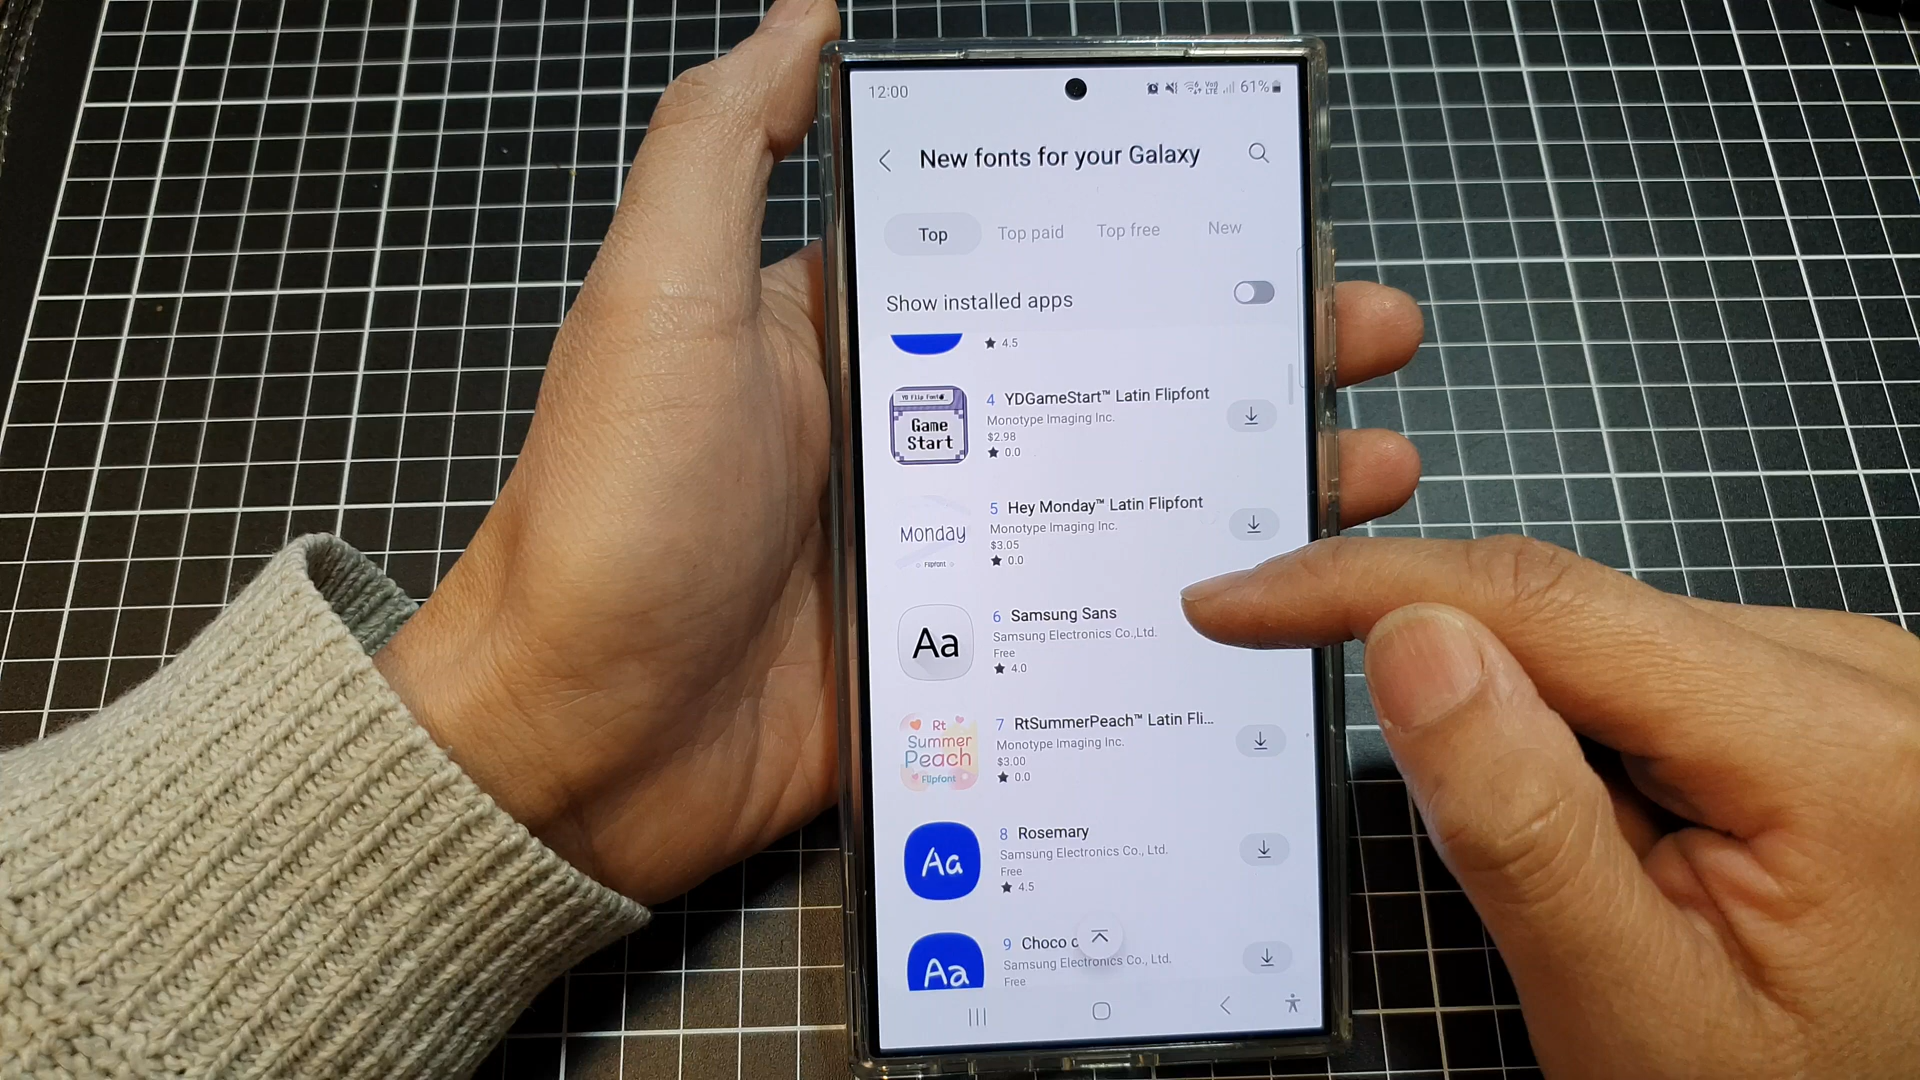 12:00
61%
New fonts for your Galaxy
Top
Top paid
Top free
New
Show installed apps
4.5
Game
Start
4 YDGameStart™ Latin Flipfont
Monotype Imaging Inc.
$2.98
0.0
Monday
Flipfont
5 Hey Monday™ Latin Flipfont
Monotype Imaging Inc.
$3.05
0.0
Aa
6 Samsung Sans
Samsung Electronics Co.,Ltd.
Free
4.0
Rt
Summer
Peach
Flipfont
7 RtSummerPeach™ Latin Fli...
Monotype Imaging Inc.
$3.00
0.0
Aa
8 Rosemary
Samsung Electronics Co., Ltd.
Free
4.5
Aa
9 Choco
Samsung Electronics Co., Ltd.
Free